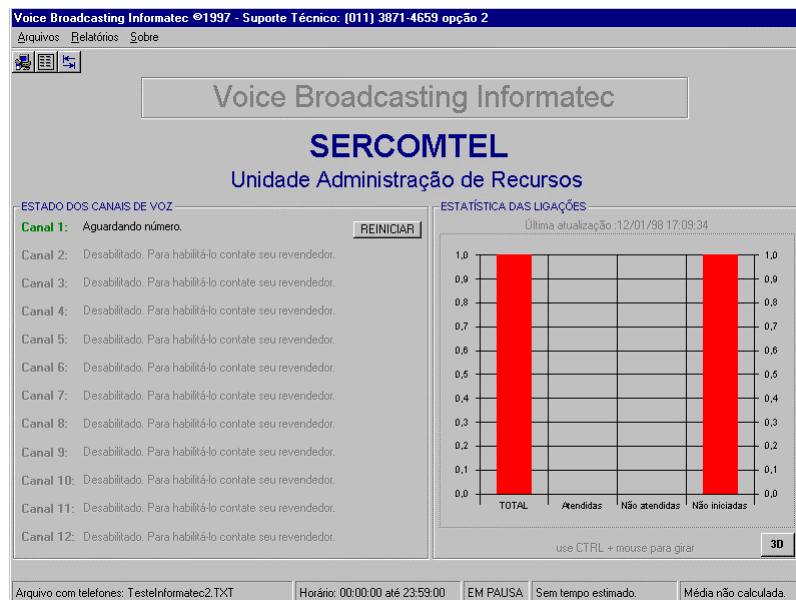 Voice Broadcasting Informatec ©1997 - Suporte Técnico: (011) 3871-4659 opção 2
Arquivos Relatórios Sobre
Voice Broadcasting Informatec
SERCOMTEL
Unidade Administração de Recursos
ESTADO DOS CANAIS DE VOZ
Canal 1: Aguardando número. REINICIAR
Canal 2: Desabilitado. Para habilitá-lo contate seu revendedor.
Canal 3: Desabilitado. Para habilitá-lo contate seu revendedor.
Canal 4: Desabilitado. Para habilitá-lo contate seu revendedor.
Canal 5: Desabilitado. Para habilitá-lo contate seu revendedor.
Canal 6: Desabilitado. Para habilitá-lo contate seu revendedor.
Canal 7: Desabilitado. Para habilitá-lo contate seu revendedor.
Canal 8: Desabilitado. Para habilitá-lo contate seu revendedor.
Canal 9: Desabilitado. Para habilitá-lo contate seu revendedor.
Canal 10: Desabilitado. Para habilitá-lo contate seu revendedor.
Canal 11: Desabilitado. Para habilitá-lo contate seu revendedor.
Canal 12: Desabilitado. Para habilitá-lo contate seu revendedor.
ESTATÍSTICA DAS LIGAÇÕES
Última atualização :12/01/98 17:09:34
1,0 1,0
0,9 0,9
0,8 0,8
0,7 0,7
0,6 0,6
0,5 0,5
0,4 0,4
0,3 0,3
0,2 0,2
0,1 0,1
0,0 0,0
TOTAL Atendidas Não atendidas Não iniciadas
use CTRL + mouse para girar 3D
Arquivo com telefones: TesteInformatec2.TXT Horário: 00:00:00 até 23:59:00 EM PAUSA Sem tempo estimado. Média não calculada.